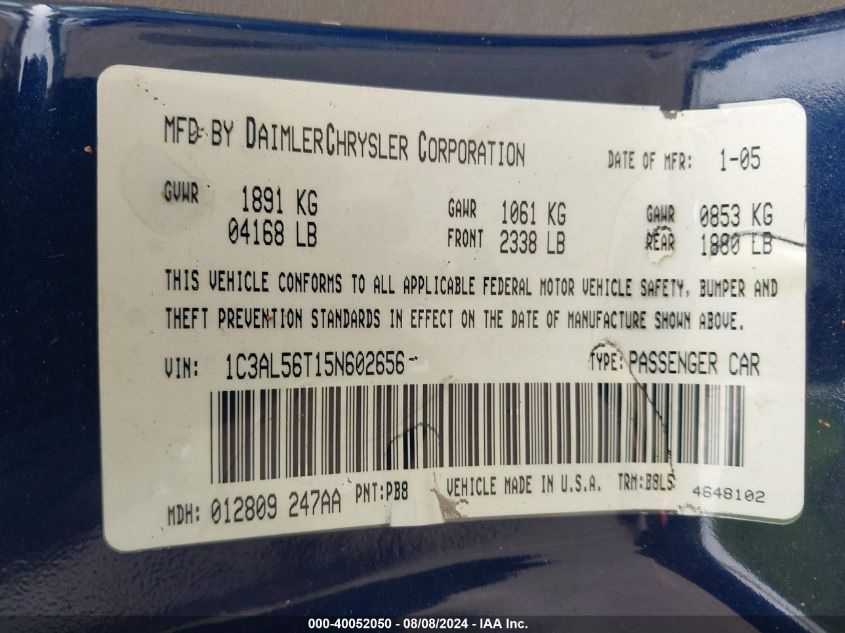 MFD BY DAIMLERCHRYSLER CORPORATION DATE OF MFR: 1-05
GVWR 1891 KG GAWR 1061 KG GAWR 0853 KG
04168 LB FRONT 2338 LB REAR 1880 LB
THIS VEHICLE CONFORMS TO ALL APPLICABLE FEDERAL MOTOR VEHICLE SAFETY, BUMPER AND
THEFT PREVENTION STANDARDS IN EFFECT ON THE DATE OF MANUFACTURE SHOWN ABOVE.
VIN: 1C3AL56T15N602656 TYPE: PASSENGER CAR
MDH: 012809 247AA PNT:PB8 VEHICLE MADE IN U.S.A. TRM:B8L5 4648102
000-40052050 - 08/08/2024 - IAA Inc.